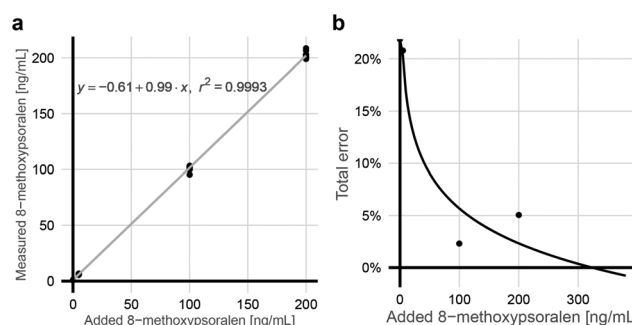 a
b
Measured 8−methoxypsoralen [ng/mL]
200
150
100
50
0
y = −0.61 + 0.99 · x, r² = 0.9993
0 50 100 150 200
Added 8−methoxypsoralen [ng/mL]
Total error
20%
15%
10%
5%
0%
0 100 200 300
Added 8−methoxypsoralen [ng/mL]